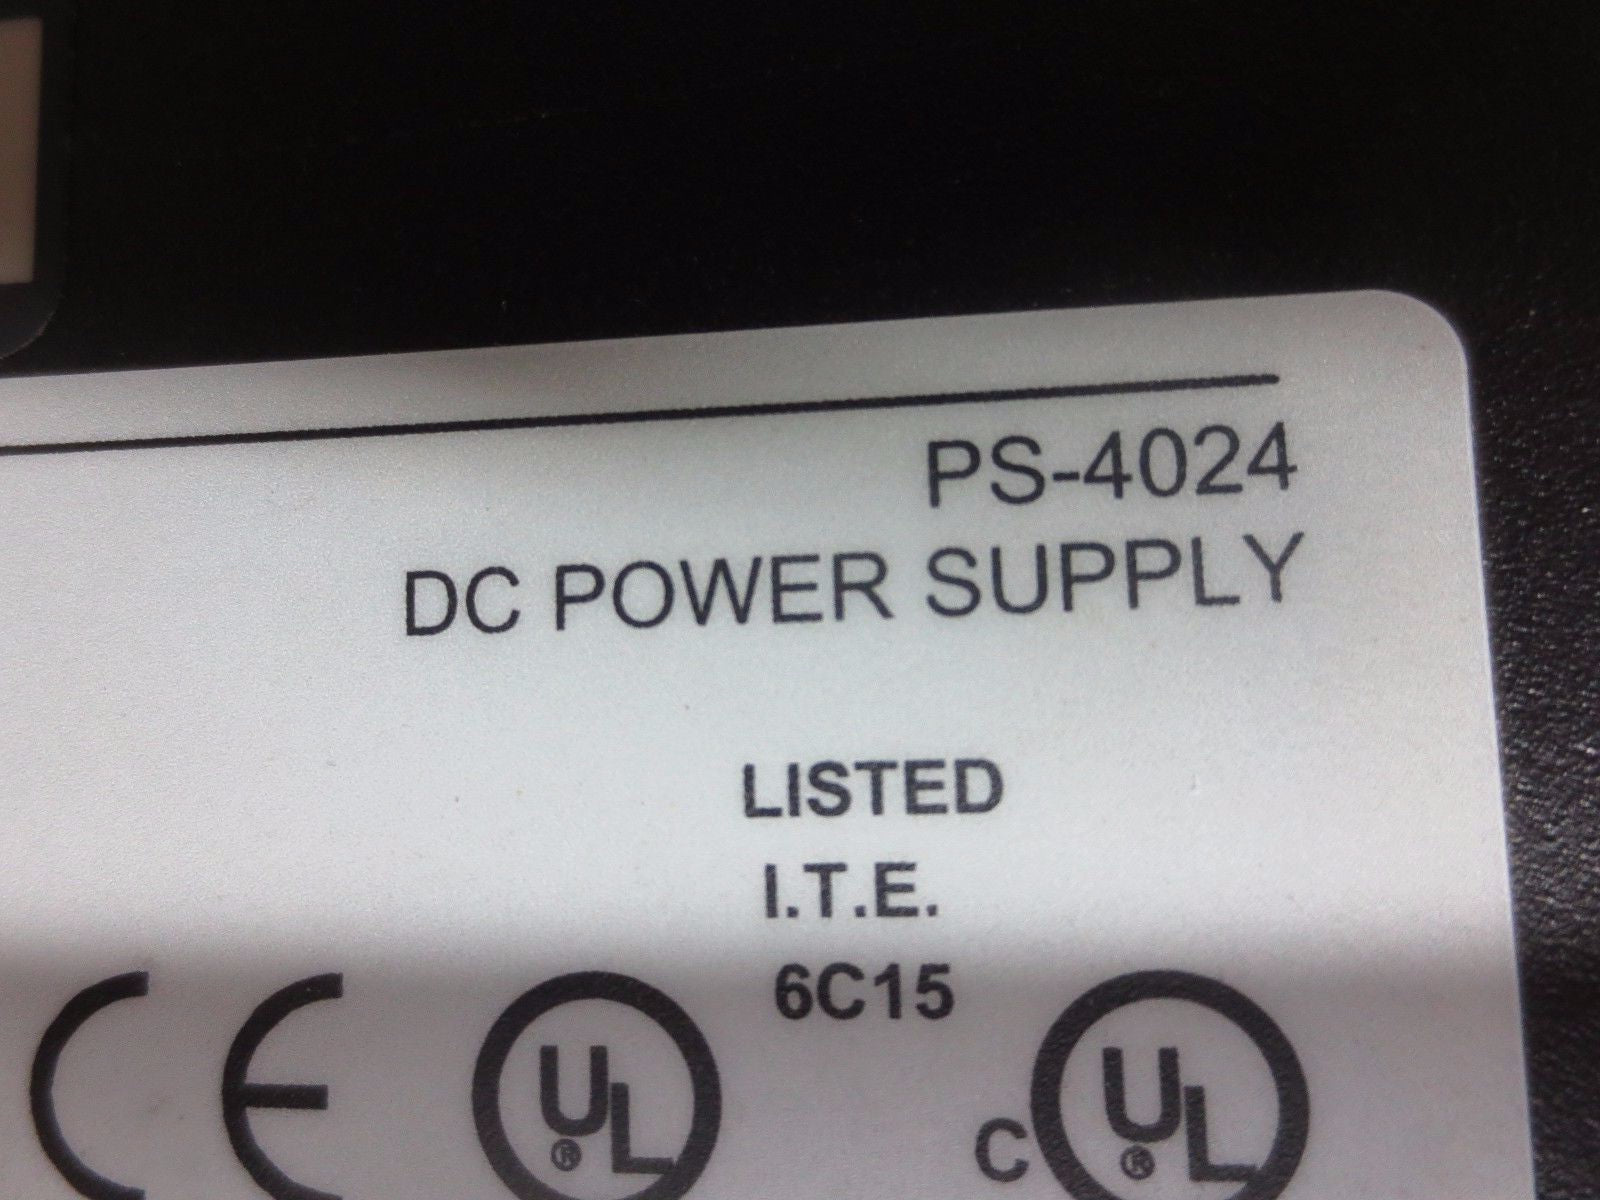 PS-4024
DC POWER SUPPLY
LISTED
I.T.E.
6C15
CE
UL ®
C UL ®